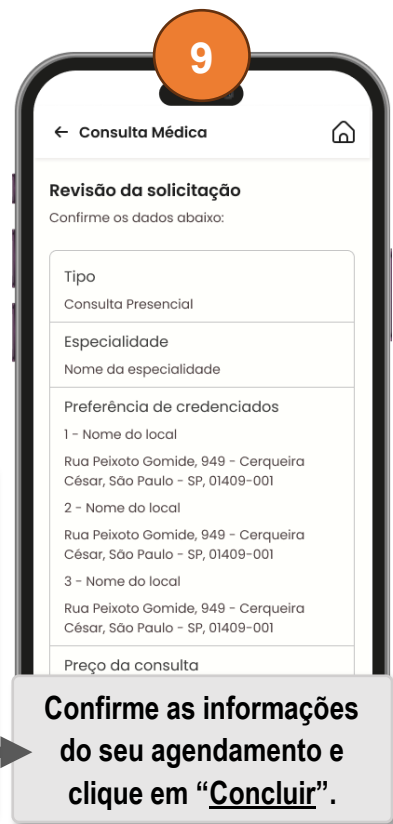 9
← Consulta Médica
Revisão da solicitação
Confirme os dados abaixo:
Tipo
Consulta Presencial
Especialidade
Nome da especialidade
Preferência de credenciados
1 - Nome do local
Rua Peixoto Gomide, 949 - Cerqueira
César, São Paulo - SP, 01409-001
2 - Nome do local
Rua Peixoto Gomide, 949 - Cerqueira
César, São Paulo - SP, 01409-001
3 - Nome do local
Rua Peixoto Gomide, 949 - Cerqueira
César, São Paulo - SP, 01409-001
Preço da consulta
Confirme as informações
do seu agendamento e
clique em “Concluir”.